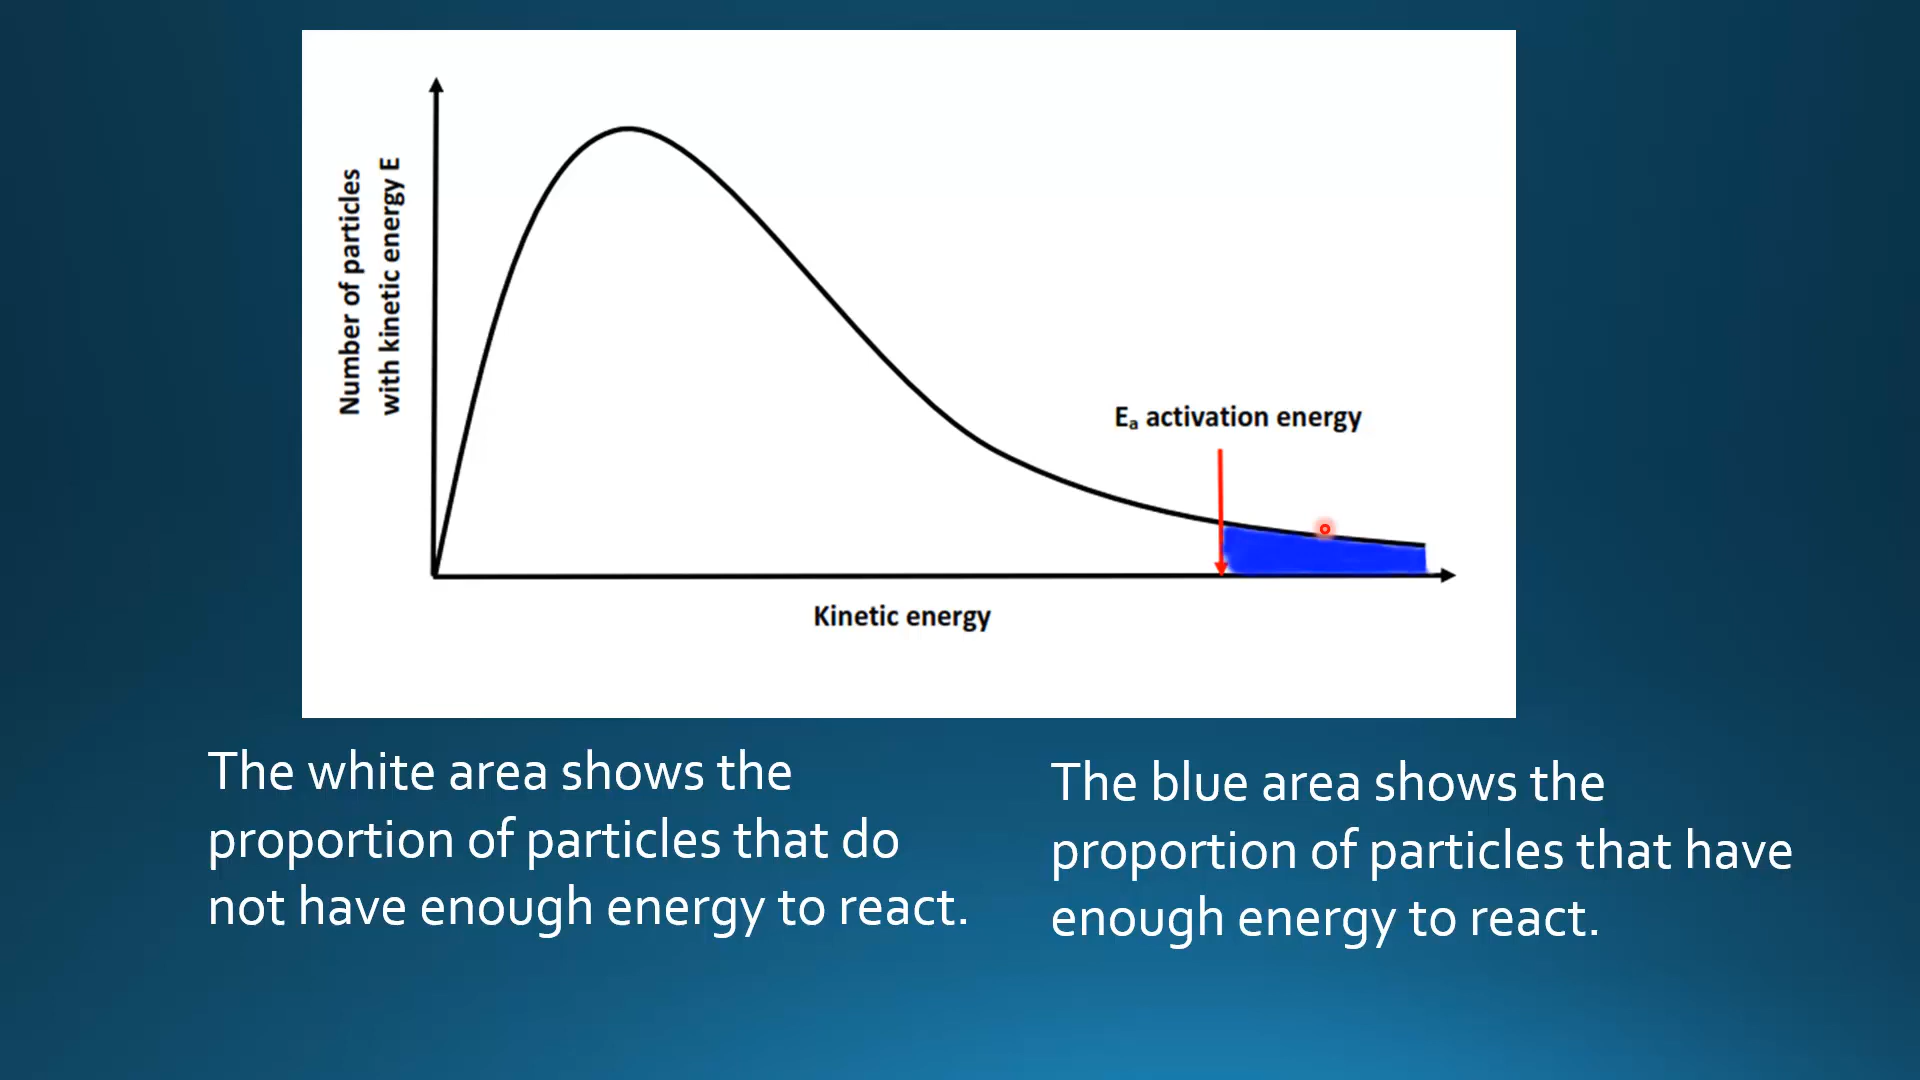 Number of particles
with kinetic energy E
Eₐ activation energy
Kinetic energy
The white area shows the
proportion of particles that do
not have enough energy to react.
The blue area shows the
proportion of particles that have
enough energy to react.